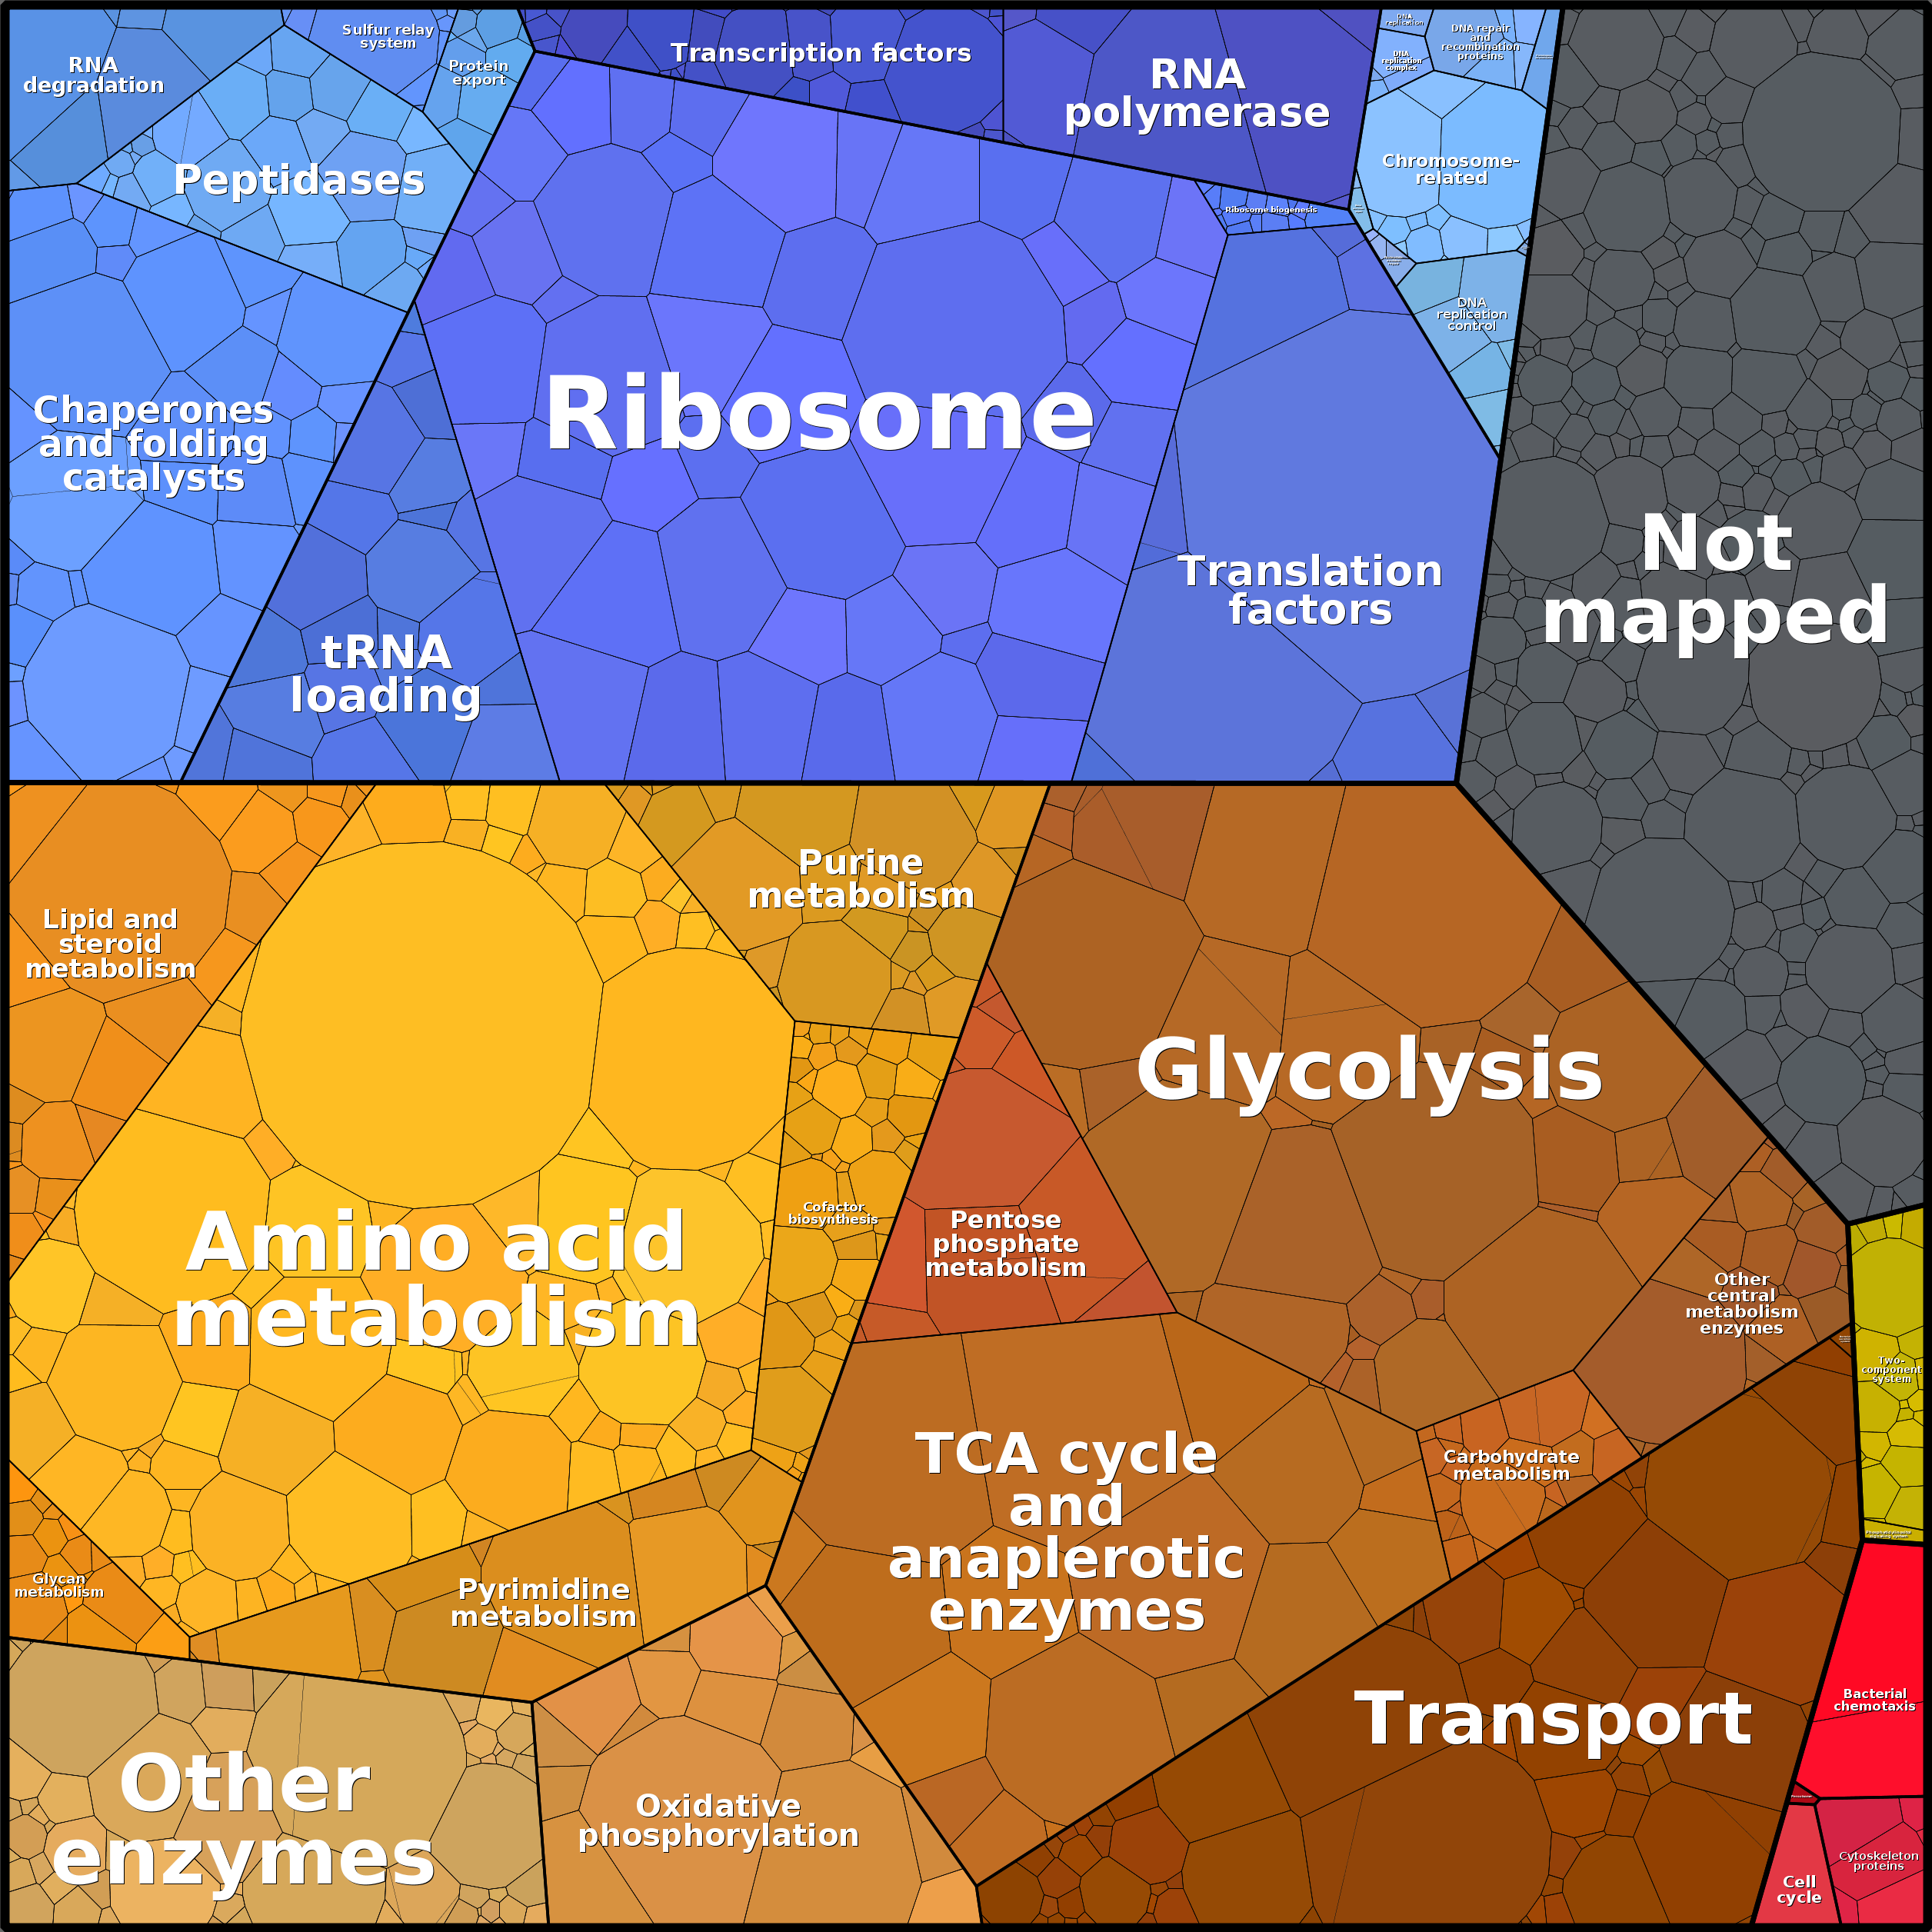 RNA
degradation
Sulfur relay
system
Protein
export
Peptidases
Transcription factors
RNA
polymerase
DNA
replication
DNA repair
and
recombination
proteins
DNA
replication
complex
Chromosome-
related
Ribosome biogenesis
DNA
replication
control
Chaperones
and folding
catalysts
Ribosome
tRNA
loading
Translation
factors
Not
mapped
Lipid and
steroid
metabolism
Purine
metabolism
Amino acid
metabolism
Cofactor
biosynthesis
Pentose
phosphate
metabolism
Glycolysis
Other
central
metabolism
enzymes
Two-
component
system
TCA cycle
and
anaplerotic
enzymes
Carbohydrate
metabolism
Glycan
metabolism
Pyrimidine
metabolism
Other
enzymes
Oxidative
phosphorylation
Transport
Bacterial
chemotaxis
Cell
cycle
Cytoskeleton
proteins